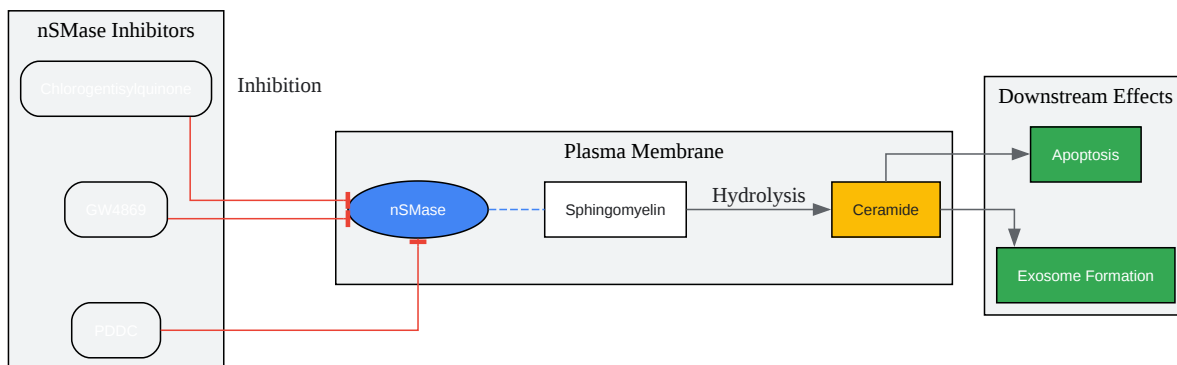 nSMase Inhibitors
Chlorogentisylquinone
Inhibition
GW4869
PDDC
Plasma Membrane
nSMase
Sphingomyelin
Hydrolysis
Ceramide
Downstream Effects
Apoptosis
Exosome Formation